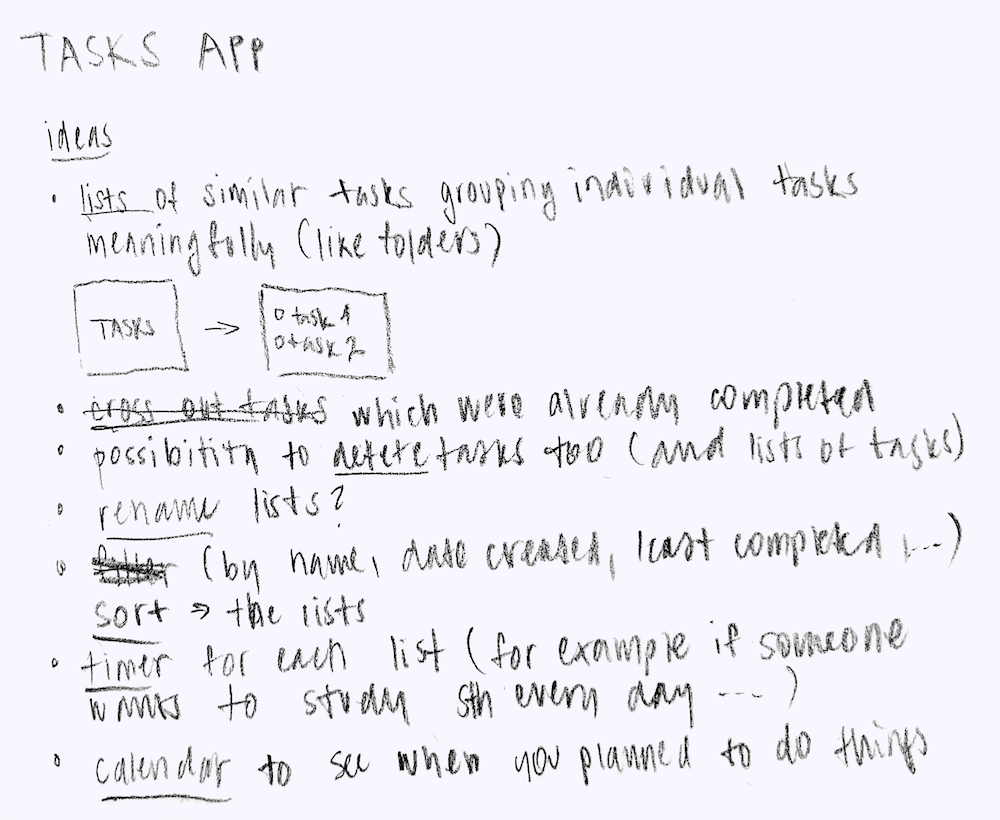 TASKS APP
ideas
• lists of similar tasks grouping individual tasks
meaningfully (like folders)
TASKS → o task 1
o task 2
• cross out tasks which were already completed
• possibility to delete tasks too (and lists of tasks)
• rename lists?
• filter (by name, date created, least completed, ...)
sort → the lists
• timer for each list (for example if someone
wants to study sth every day ...)
• calendar to see when you planned to do things